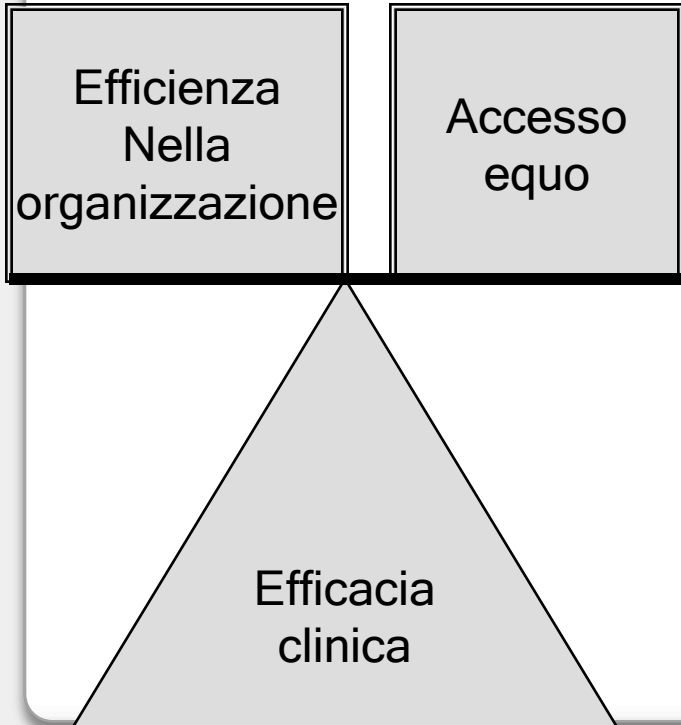 Efficienza
Nella
organizzazione
Accesso
equo
Efficacia
clinica